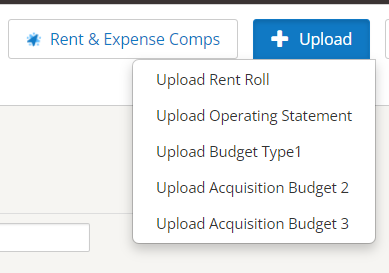 Rent & Expense Comps
Upload
Upload Rent Roll
Upload Operating Statement
Upload Budget Type1
Upload Acquisition Budget 2
Upload Acquisition Budget 3